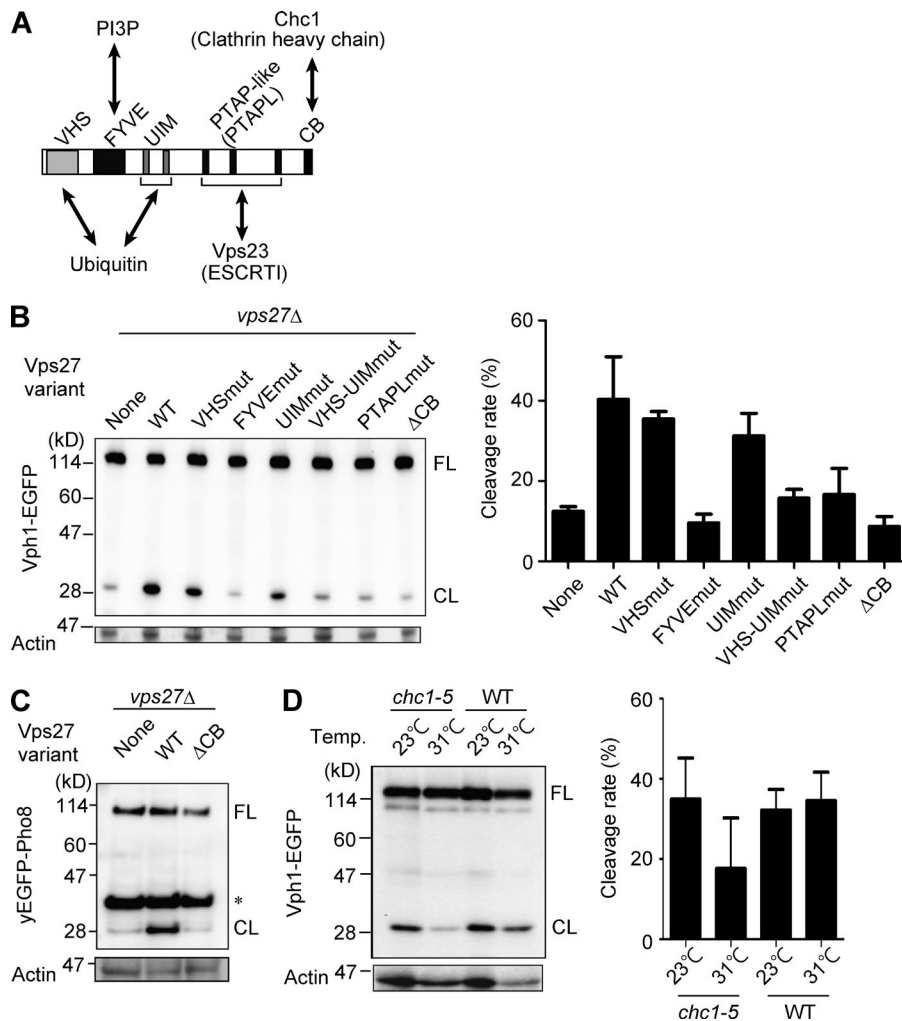 A
PI3P
Chc1
(Clathrin heavy chain)
VHS
FYVE
UIM
PTAP-like
(PTAPL)
CB
Ubiquitin
Vps23
(ESCRTI)
B
vps27Δ
Vps27
variant
None
WT
VHSmut
FYVEmut
UIMmut
VHS-UIMmut
PTAPLmut
ΔCB
(kD)
114
60
47
28
47
Vph1-EGFP
FL
CL
Actin
Cleavage rate (%)
60
40
20
0
None
WT
VHSmut
FYVEmut
UIMmut
VHS-UIMmut
PTAPLmut
ΔCB
C
vps27Δ
Vps27
variant
None
WT
ΔCB
(kD)
114
60
47
28
47
yEGFP-Pho8
FL
*
CL
Actin
D
chc1-5 WT
Temp.
23°C
31°C
23°C
31°C
(kD)
114
60
47
28
47
Vph1-EGFP
FL
CL
Actin
Cleavage rate (%)
60
40
20
0
23°C
31°C
23°C
31°C
chc1-5 WT